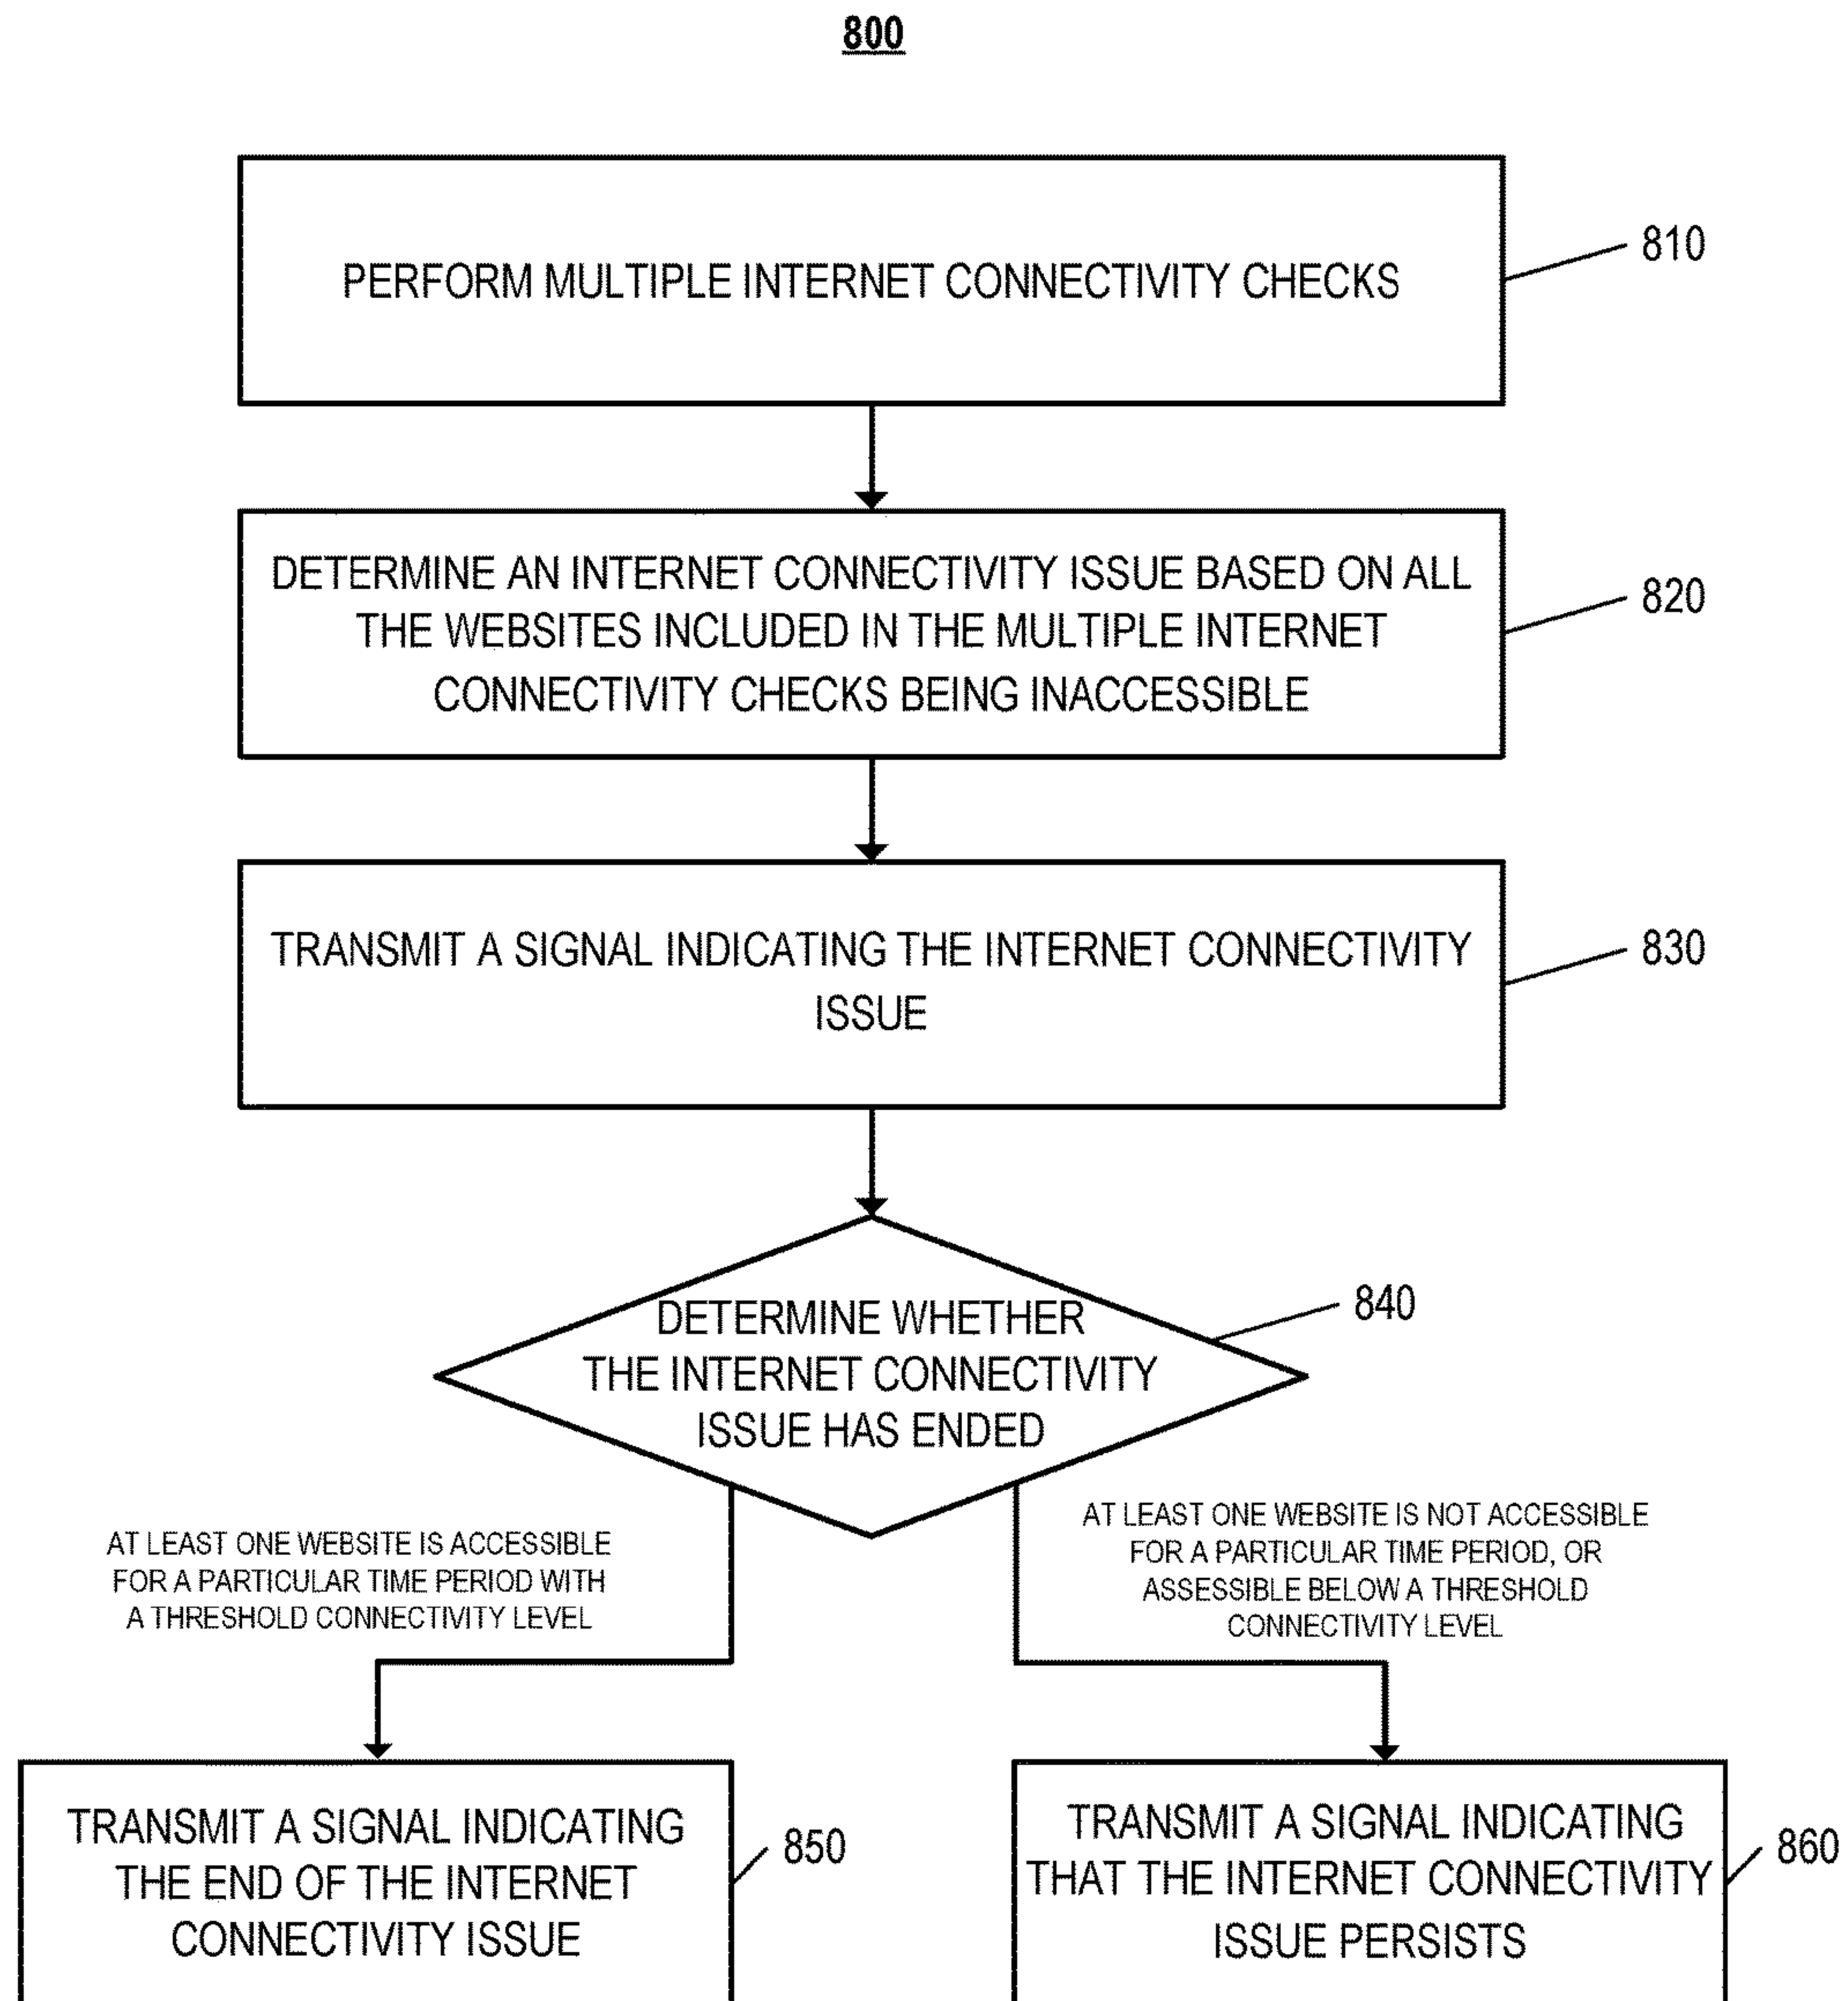 800
PERFORM MULTIPLE INTERNET CONNECTIVITY CHECKS
810
DETERMINE AN INTERNET CONNECTIVITY ISSUE BASED ON ALL
THE WEBSITES INCLUDED IN THE MULTIPLE INTERNET
CONNECTIVITY CHECKS BEING INACCESSIBLE
820
TRANSMIT A SIGNAL INDICATING THE INTERNET CONNECTIVITY
ISSUE
830
DETERMINE WHETHER
THE INTERNET CONNECTIVITY
ISSUE HAS ENDED
840
AT LEAST ONE WEBSITE IS ACCESSIBLE
FOR A PARTICULAR TIME PERIOD WITH
A THRESHOLD CONNECTIVITY LEVEL
AT LEAST ONE WEBSITE IS NOT ACCESSIBLE
FOR A PARTICULAR TIME PERIOD, OR
ASSESSIBLE BELOW A THRESHOLD
CONNECTIVITY LEVEL
TRANSMIT A SIGNAL INDICATING
THE END OF THE INTERNET
CONNECTIVITY ISSUE
850
TRANSMIT A SIGNAL INDICATING
THAT THE INTERNET CONNECTIVITY
ISSUE PERSISTS
860